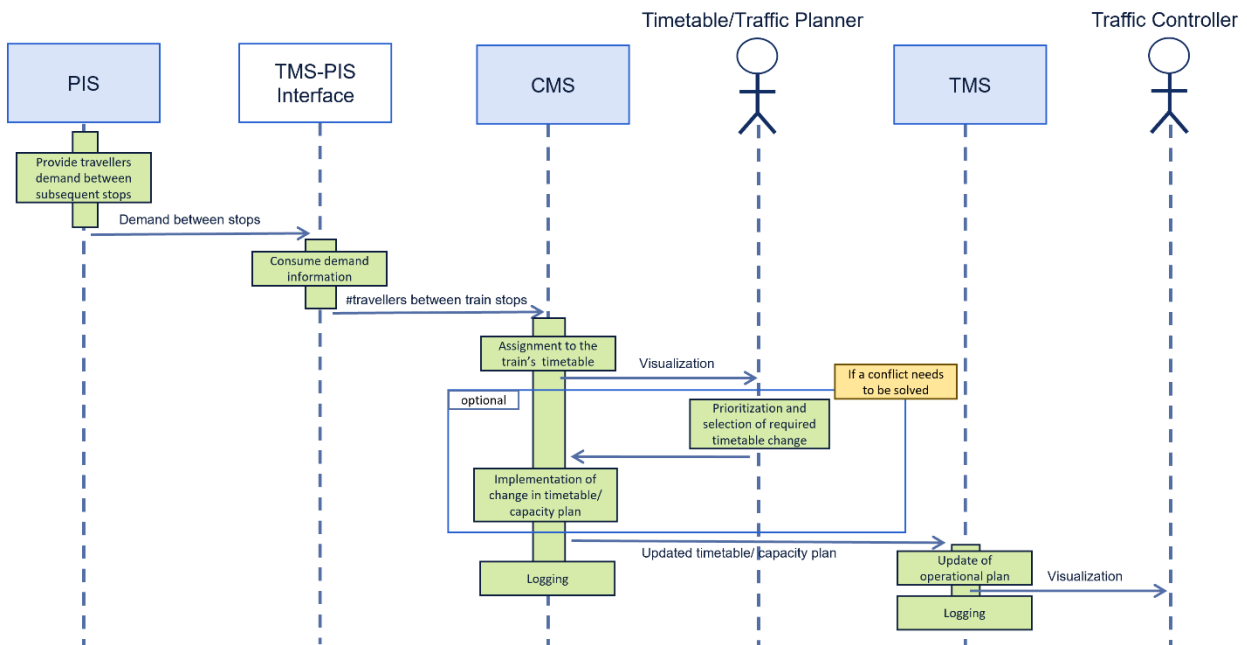 Timetable/Traffic Planner
Traffic Controller
PIS
TMS-PIS
Interface
CMS
TMS
Provide travellers
demand between
subsequent stops
Demand between stops
Consume demand
information
#travellers between train stops
Assignment to the
train's timetable
Visualization
If a conflict needs
to be solved
optional
Prioritization and
selection of required
timetable change
Implementation of
change in timetable/
capacity plan
Updated timetable/ capacity plan
Logging
Update of
operational plan
Visualization
Logging